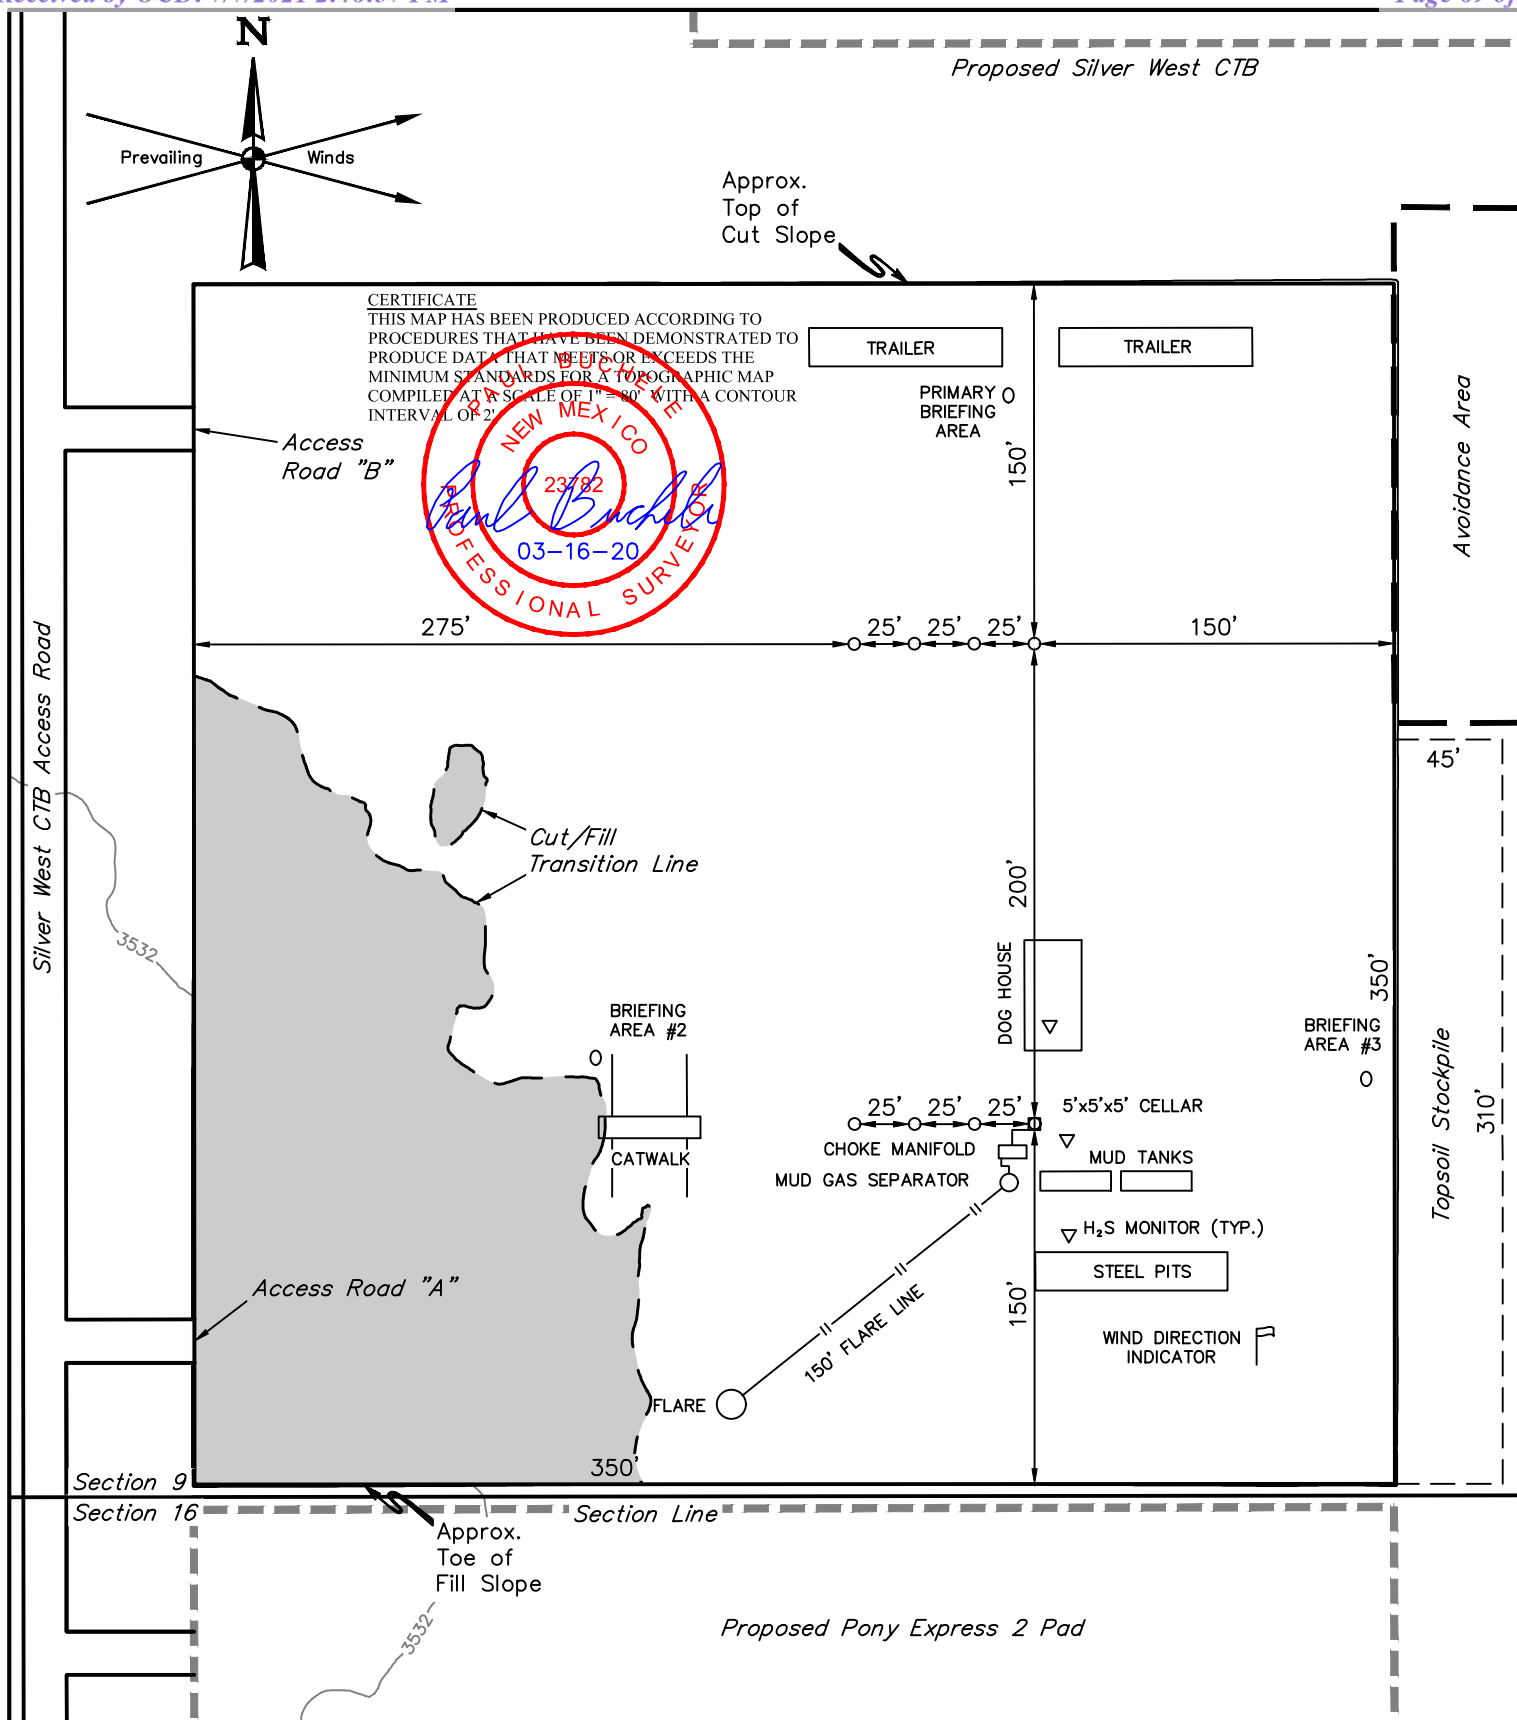 N
Prevailing Winds
Proposed Silver West CTB
Approx.
Top of
Cut Slope
CERTIFICATE
THIS MAP HAS BEEN PRODUCED ACCORDING TO
PROCEDURES THAT HAVE BEEN DEMONSTRATED TO
PRODUCE DATA THAT MEETS OR EXCEEDS THE
MINIMUM STANDARDS FOR A TOPOGRAPHIC MAP
COMPILED AT A SCALE OF 1" = 80' WITH A CONTOUR
INTERVAL OF 2'
PAUL BUCHELE
NEW MEXICO
23782
Paul Buchele
03-16-20
PROFESSIONAL SURVEYOR
TRAILER
TRAILER
PRIMARY
BRIEFING
AREA
150'
Access
Road "B"
Avoidance Area
275'
25'
25'
25'
150'
Silver West CTB Access Road
45'
Cut/Fill
Transition Line
200'
3532
DOG HOUSE
350'
BRIEFING
AREA #2
BRIEFING
AREA #3
Topsoil Stockpile
310'
25'
25'
25'
5'x5'x5' CELLAR
CHOKE MANIFOLD
CATWALK
MUD TANKS
MUD GAS SEPARATOR
H₂S MONITOR (TYP.)
STEEL PITS
Access Road "A"
150'
150' FLARE LINE
WIND DIRECTION
INDICATOR
FLARE
350'
Section 9
Section 16
Section Line
Approx.
Toe of
Fill Slope
3532
Proposed Pony Express 2 Pad